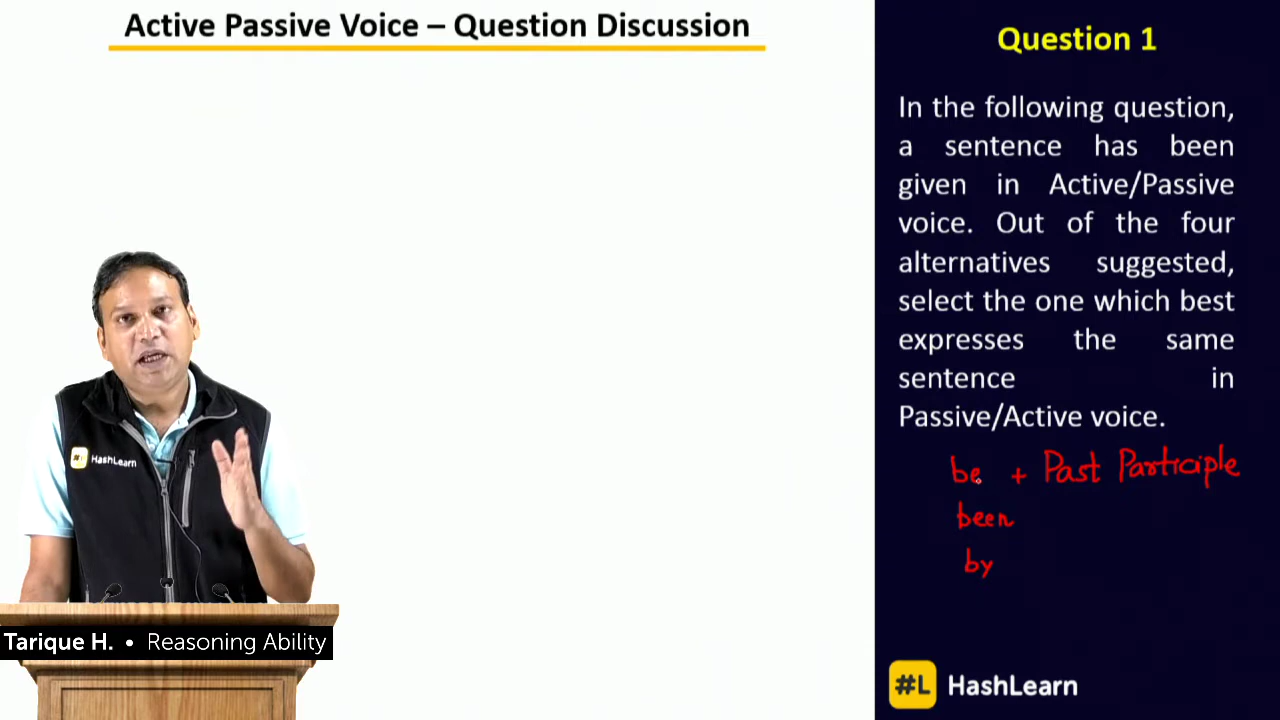 Active Passive Voice – Question Discussion
Question 1
In the following question,
a sentence has been
given in Active/Passive
voice. Out of the four
alternatives suggested,
select the one which best
expresses the same
sentence in
Passive/Active voice.
be + Past Participle
been
by
#L HashLearn
Tarique H. • Reasoning Ability
#L HashLearn